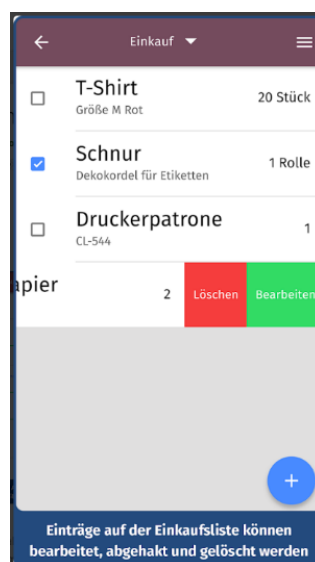 Einkauf
T-Shirt
20 Stück
Größe M Rot
Schnur
1 Rolle
Dekokordel für Etiketten
Druckerpatrone
1
CL-544
apier
2
Löschen
Bearbeiten
Einträge auf der Einkaufsliste können
bearbeitet, abgehakt und gelöscht werden